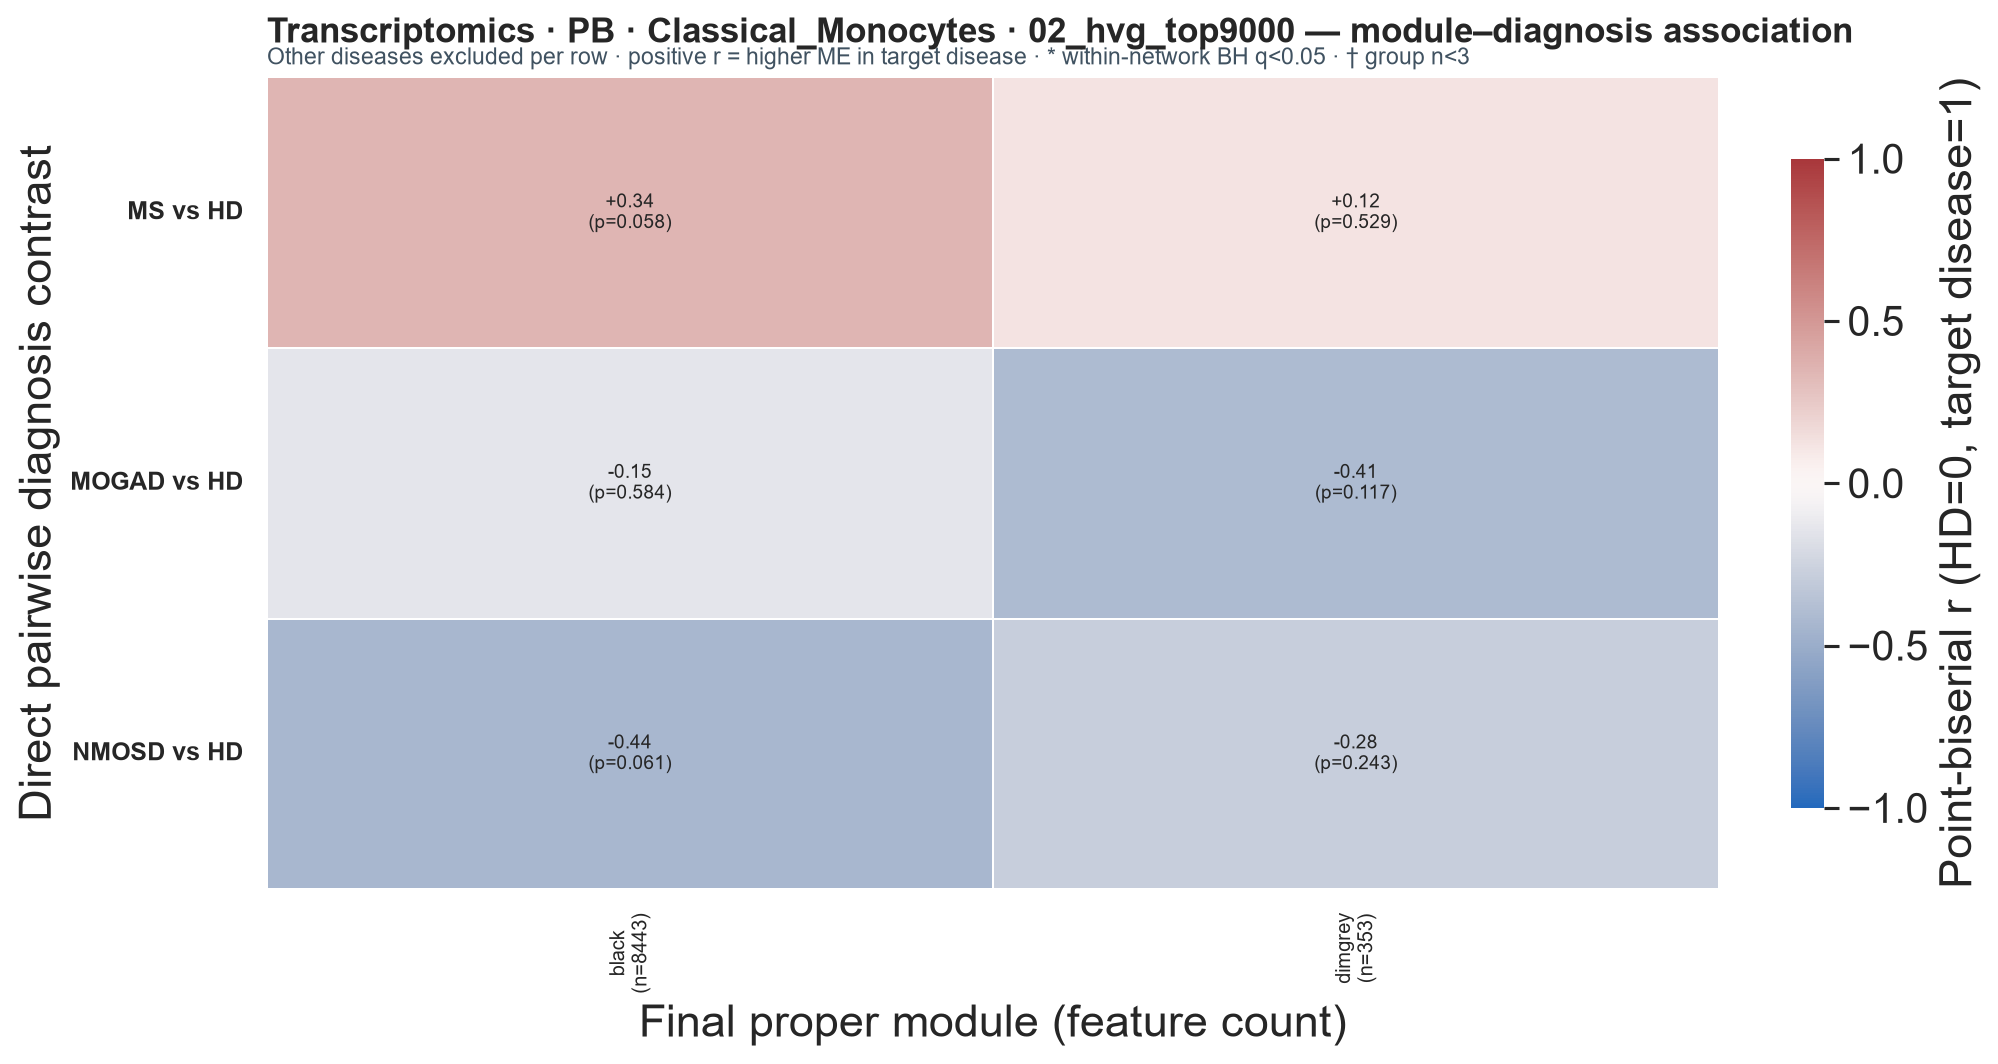 Transcriptomics · PB · Classical_Monocytes · 02_hvg_top9000 — module–diagnosis association
Other diseases excluded per row · positive r = higher ME in target disease · * within-network BH q<0.05 · † group n<3
Direct pairwise diagnosis contrast
MS vs HD
+0.34
(p=0.058)
+0.12
(p=0.529)
MOGAD vs HD
-0.15
(p=0.584)
-0.41
(p=0.117)
NMOSD vs HD
-0.44
(p=0.061)
-0.28
(p=0.243)
black
(n=8443)
dimgrey
(n=353)
Final proper module (feature count)
1.0
0.5
0.0
−0.5
−1.0
Point-biserial r (HD=0, target disease=1)